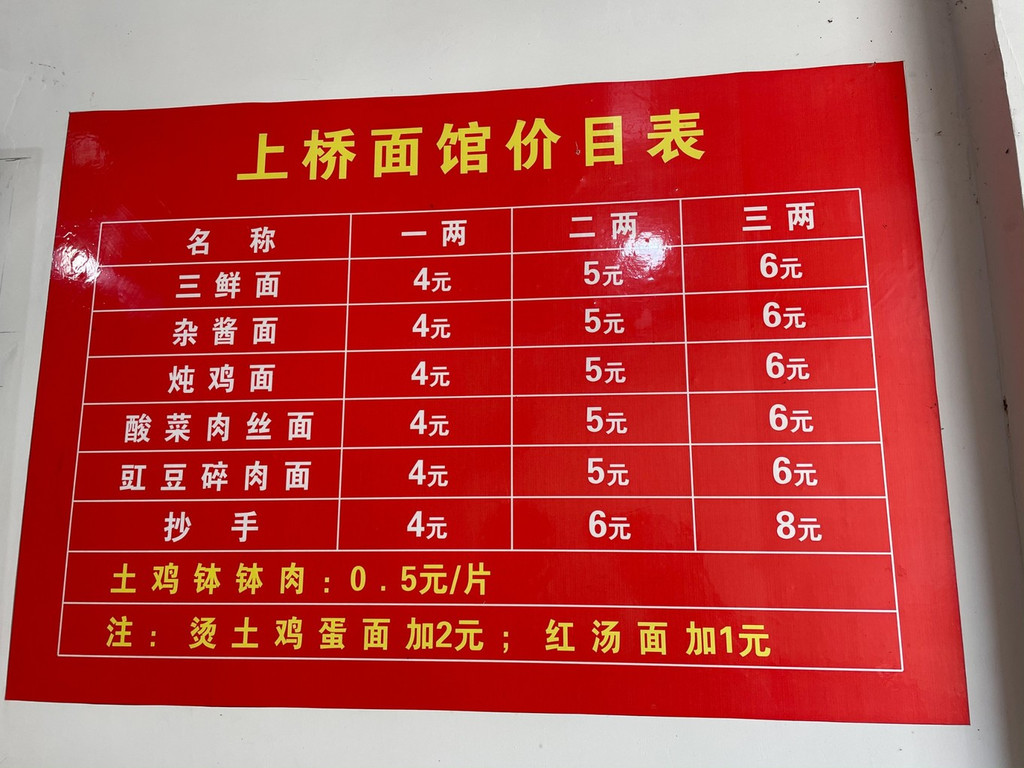 上桥面馆价目表
名称 一两 二两 三两
三鲜面 4元 5元 6元
杂酱面 4元 5元 6元
炖鸡面 4元 5元 6元
酸菜肉丝面 4元 5元 6元
豇豆碎肉面 4元 5元 6元
抄手 4元 6元 8元
土鸡钵钵肉：0.5元/片
注：烫土鸡蛋面加2元；红汤面加1元